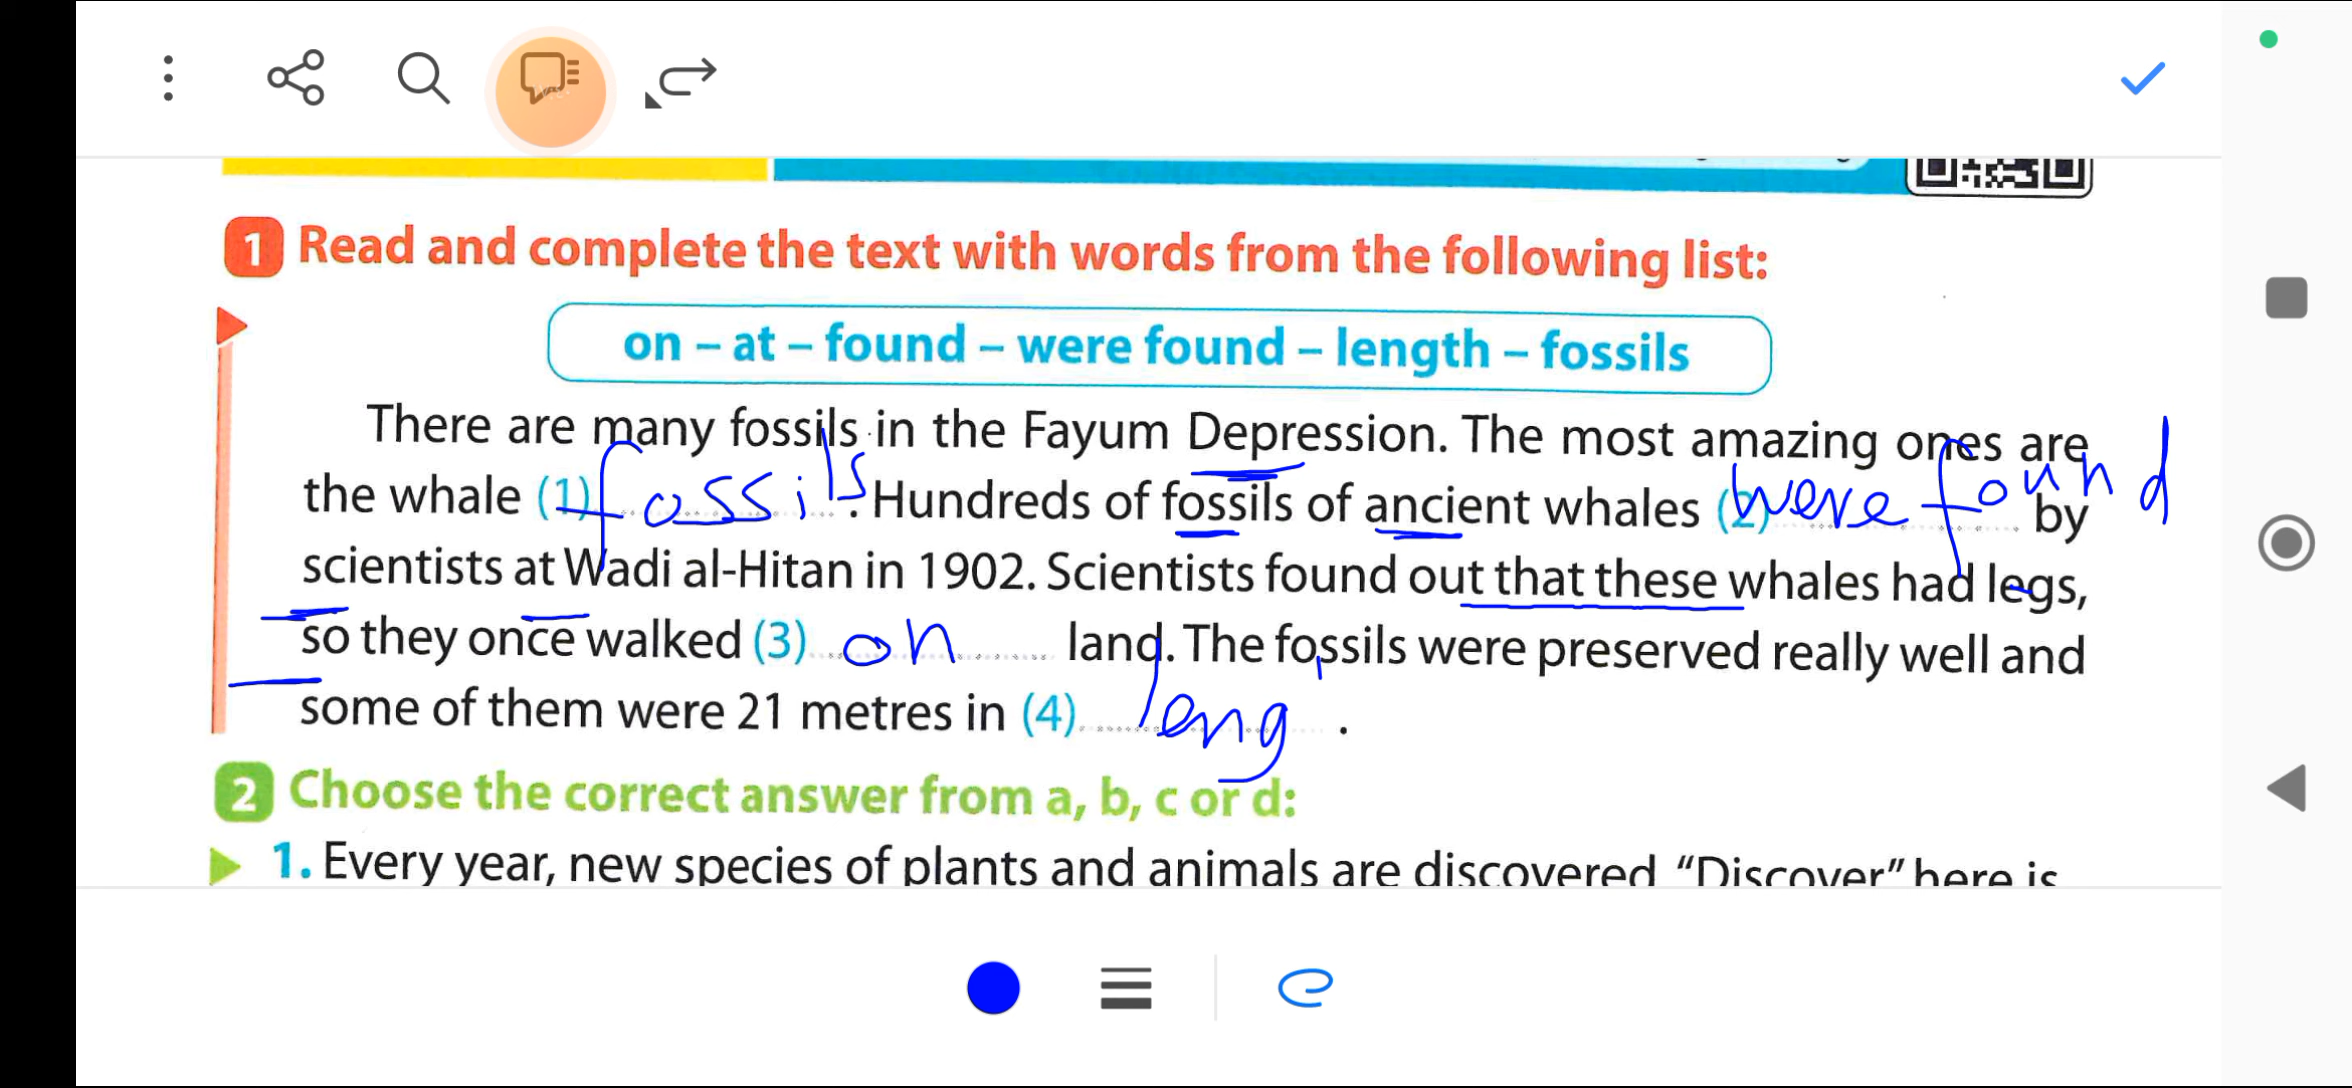 1 Read and complete the text with words from the following list:
on – at – found – were found – length – fossils
There are many fossils in the Fayum Depression. The most amazing ones are
the whale (1) fossils. Hundreds of fossils of ancient whales (2) were found by
scientists at Wadi al-Hitan in 1902. Scientists found out that these whales had legs,
so they once walked (3) on land. The fossils were preserved really well and
some of them were 21 metres in (4) leng .
2 Choose the correct answer from a, b, c or d:
1. Every year, new species of plants and animals are discovered "Discover" here is